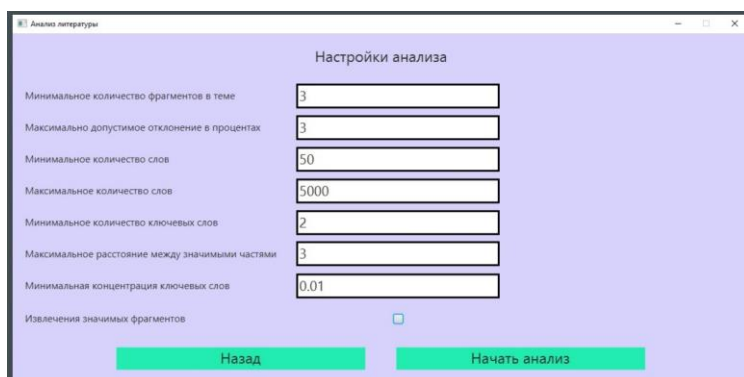 Анализ литературы
Настройки анализа
Минимальное количество фрагментов в теме 3
Максимально допустимое отклонение в процентах 3
Минимальное количество слов 50
Максимальное количество слов 5000
Минимальное количество ключевых слов 2
Максимальное расстояние между значимыми частями 3
Минимальная концентрация ключевых слов 0.01
Извлечения значимых фрагментов
Назад Начать анализ